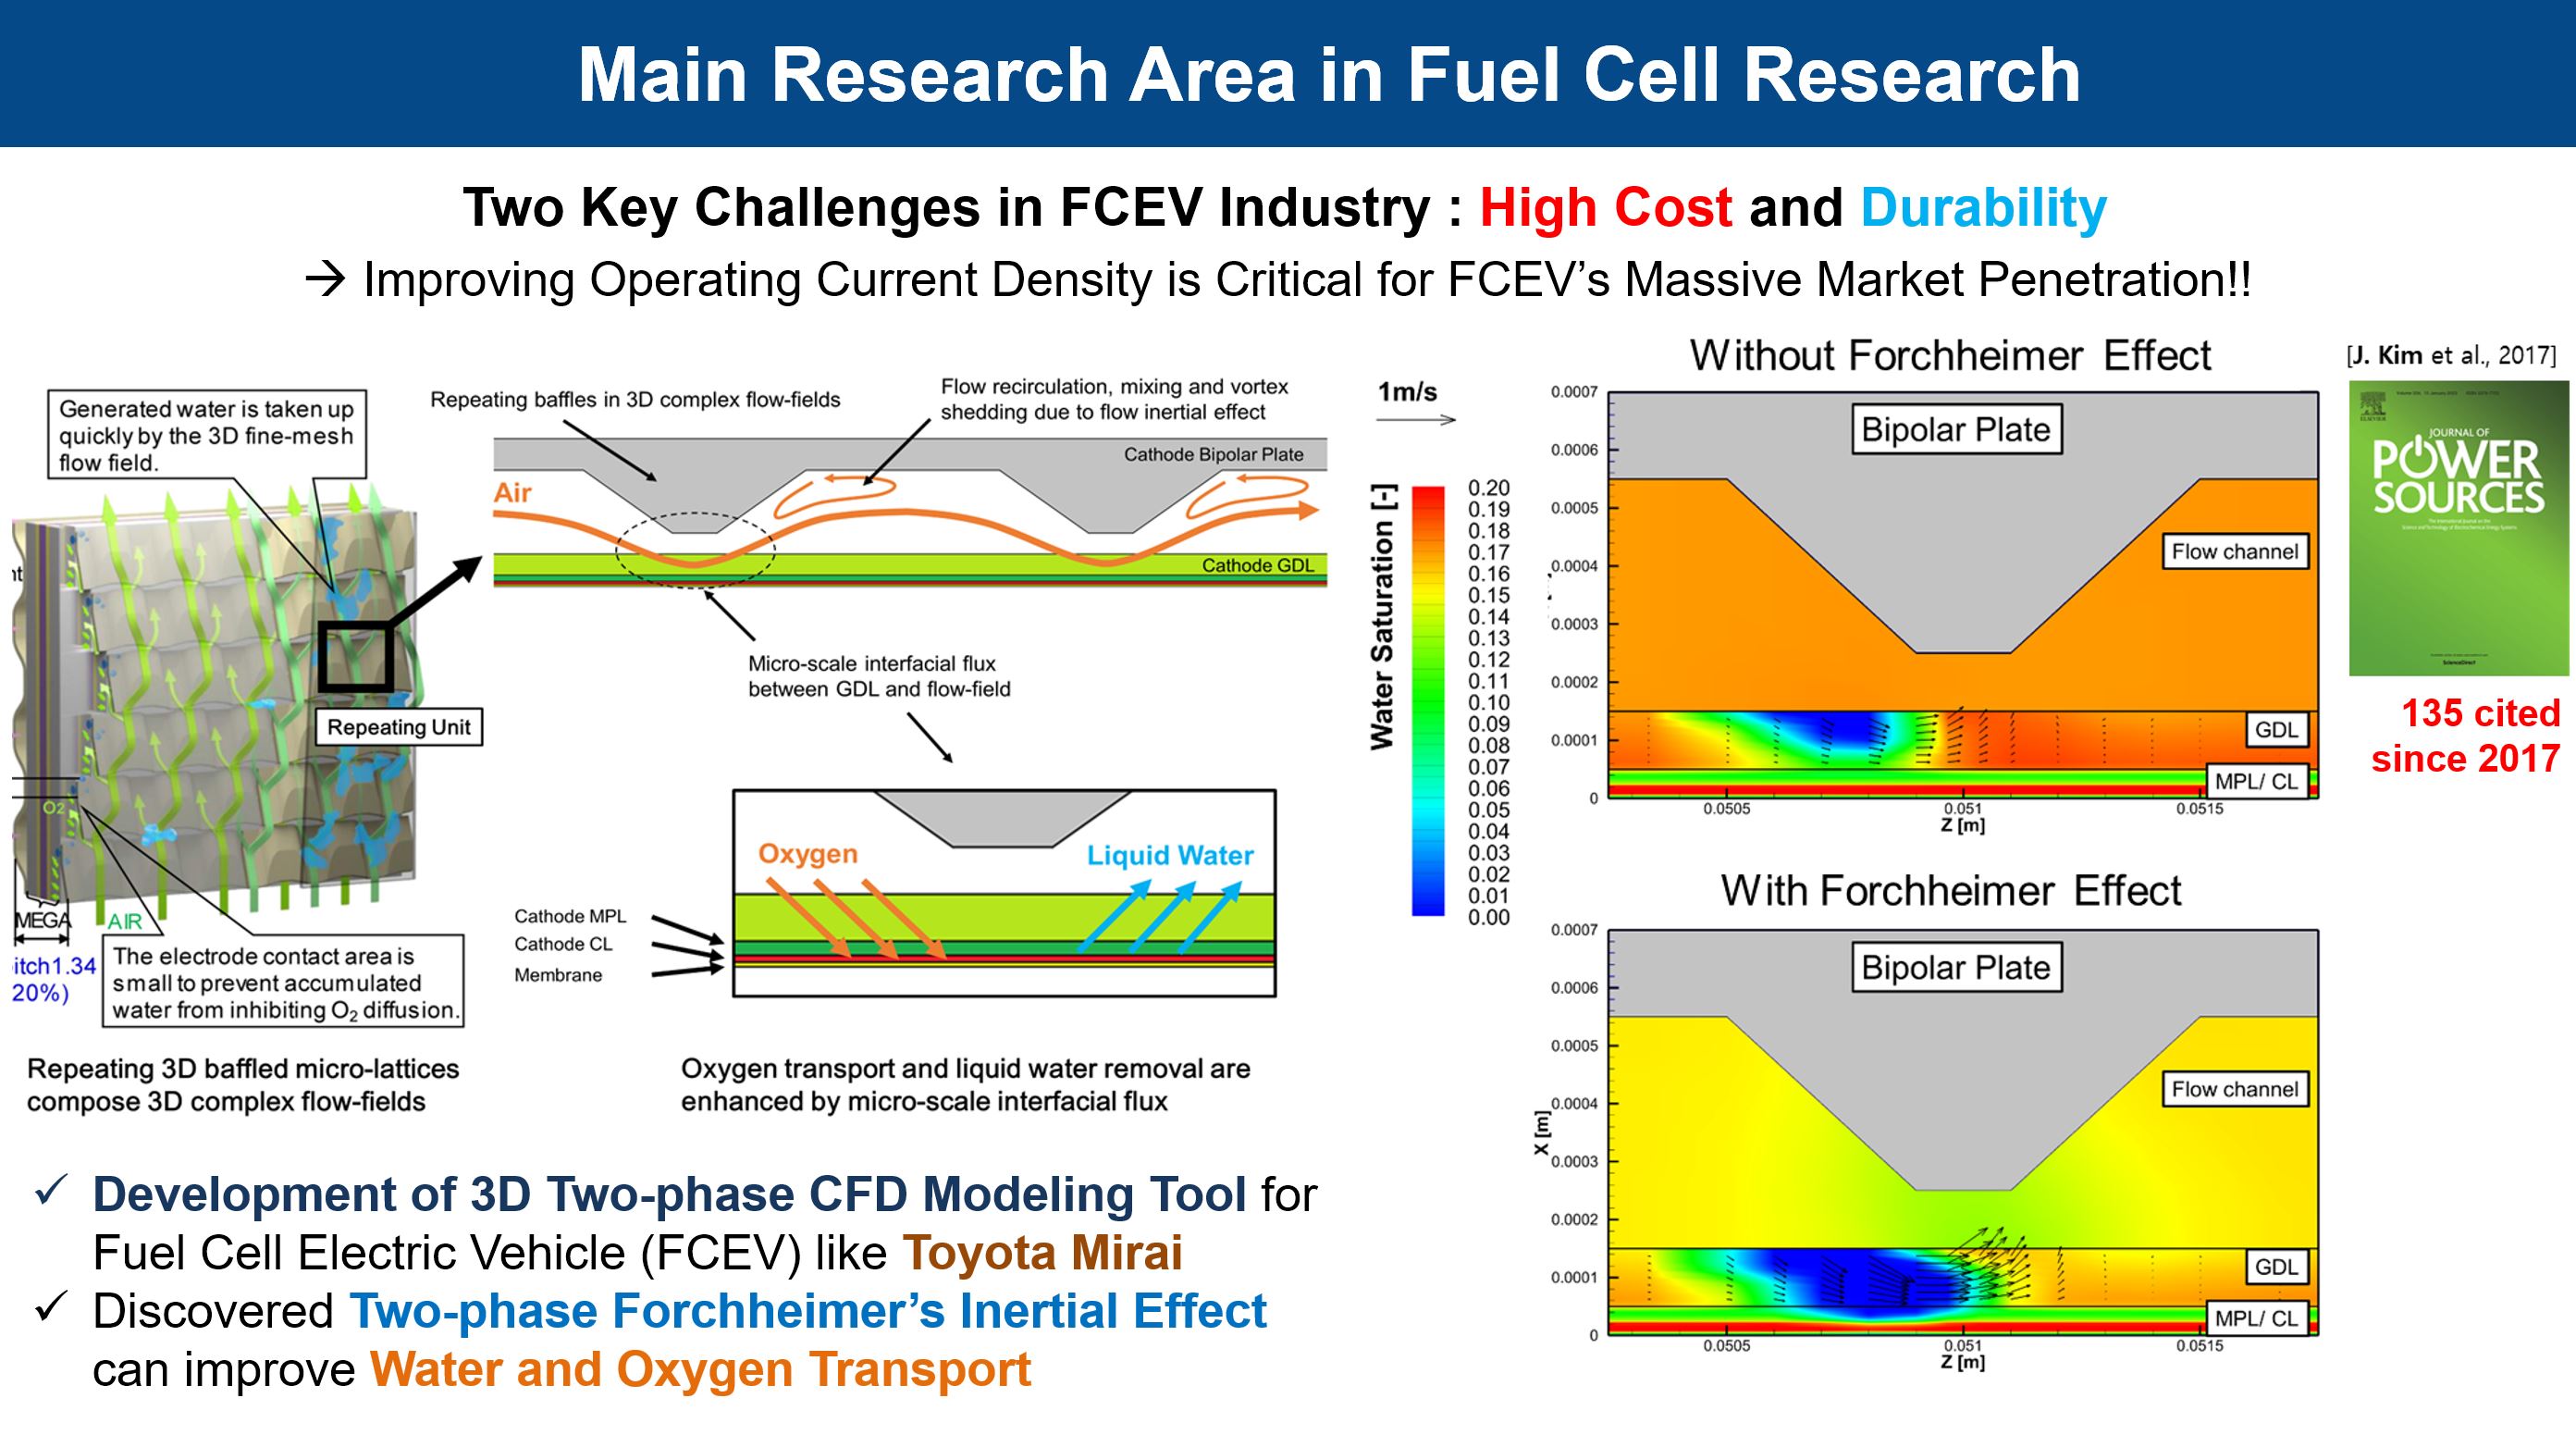 Main Research Area in Fuel Cell Research
Two Key Challenges in FCEV Industry : High Cost and Durability
→ Improving Operating Current Density is Critical for FCEV’s Massive Market Penetration!!
Generated water is taken up
quickly by the 3D fine-mesh
flow field.
nt
Repeating Unit
O2
MEGA
AIR
itch1.34
20%)
The electrode contact area is
small to prevent accumulated
water from inhibiting O2 diffusion.
Repeating 3D baffled micro-lattices
compose 3D complex flow-fields
Repeating baffles in 3D complex flow-fields
Flow recirculation, mixing and vortex
shedding due to flow inertial effect
Cathode Bipolar Plate
Air
Cathode GDL
Micro-scale interfacial flux
between GDL and flow-field
Oxygen
Liquid Water
Cathode MPL
Cathode CL
Membrane
Oxygen transport and liquid water removal are
enhanced by micro-scale interfacial flux
1m/s
Water Saturation [-]
0.20
0.19
0.18
0.17
0.16
0.15
0.14
0.13
0.12
0.11
0.10
0.09
0.08
0.07
0.06
0.05
0.04
0.03
0.02
0.01
0.00
Without Forchheimer Effect
0.0007
0.0006
0.0005
0.0004
0.0003
0.0002
0.0001
0
Bipolar Plate
Flow channel
GDL
MPL/ CL
0.0505
0.051
0.0515
Z [m]
With Forchheimer Effect
X [m]
0.0007
0.0006
0.0005
0.0004
0.0003
0.0002
0.0001
0
Bipolar Plate
Flow channel
GDL
MPL/ CL
0.0505
0.051
0.0515
Z [m]
[J. Kim et al., 2017]
ELSEVIER
JOURNAL OF
POWER
SOURCES
ScienceDirect
135 cited
since 2017
✓ Development of 3D Two-phase CFD Modeling Tool for
Fuel Cell Electric Vehicle (FCEV) like Toyota Mirai
✓ Discovered Two-phase Forchheimer’s Inertial Effect
can improve Water and Oxygen Transport